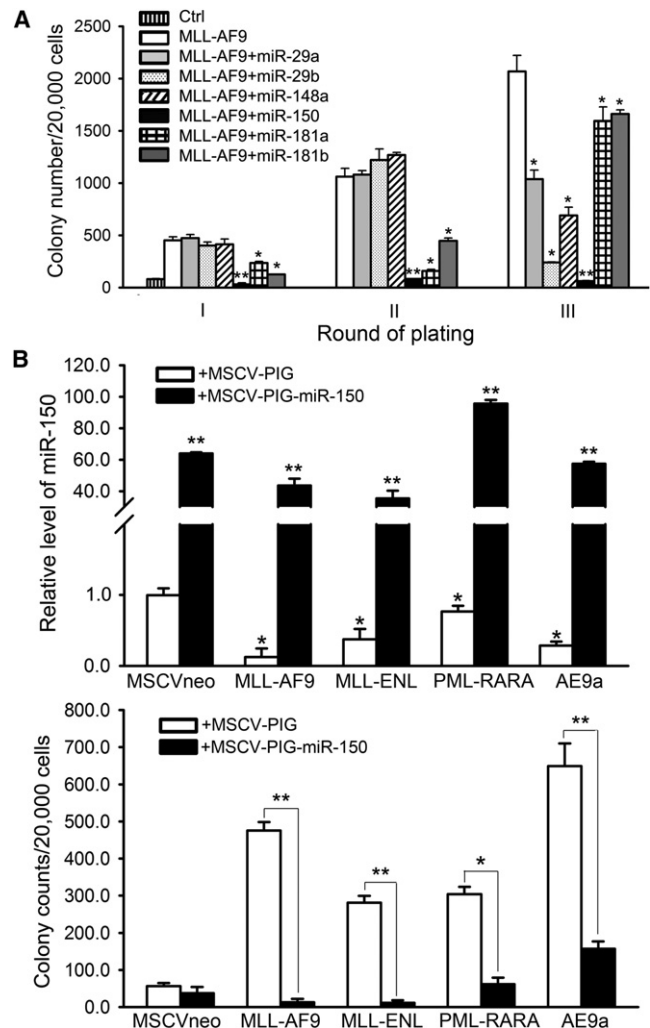 A
Ctrl
MLL-AF9
MLL-AF9+miR-29a
MLL-AF9+miR-29b
MLL-AF9+miR-148a
MLL-AF9+miR-150
MLL-AF9+miR-181a
MLL-AF9+miR-181b
Colony number/20,000 cells
2500
2000
1500
1000
500
0
** * *
** * *
* * * ** * *
I II III
Round of plating
B
+MSCV-PIG
+MSCV-PIG-miR-150
Relative level of miR-150
120.0
100.0
80.0
60.0
40.0
1.0
0.0
** ** ** ** **
* * * *
MSCVneo MLL-AF9 MLL-ENL PML-RARA AE9a
+MSCV-PIG
+MSCV-PIG-miR-150
Colony counts/20,000 cells
800.0
700.0
600.0
500.0
400.0
300.0
200.0
100.0
0.0
** ** * **
MSCVneo MLL-AF9 MLL-ENL PML-RARA AE9a